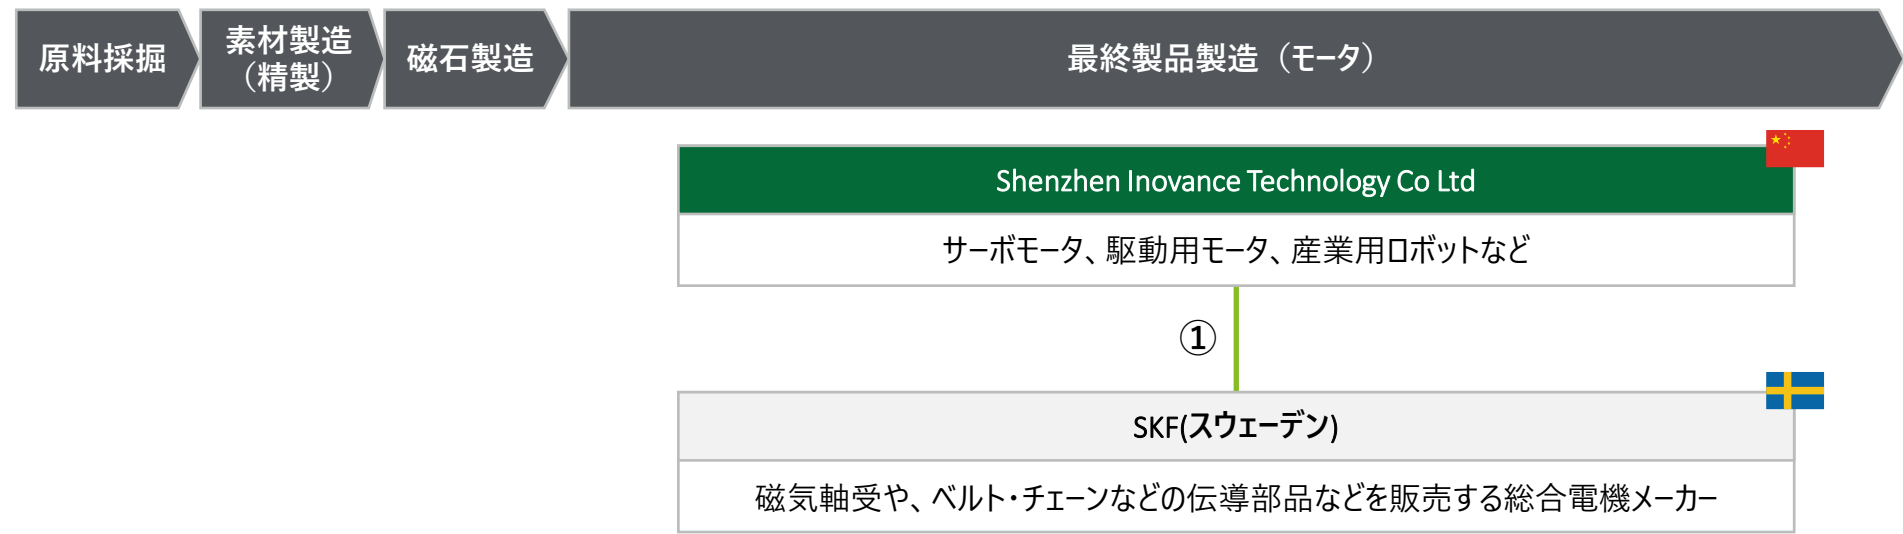 原料採掘
素材製造
（精製）
磁石製造
最終製品製造（モータ）
Shenzhen Inovance Technology Co Ltd
サーボモータ、駆動用モータ、産業用ロボットなど
①
SKF(スウェーデン)
磁気軸受や、ベルト・チェーンなどの伝導部品などを販売する総合電機メーカー